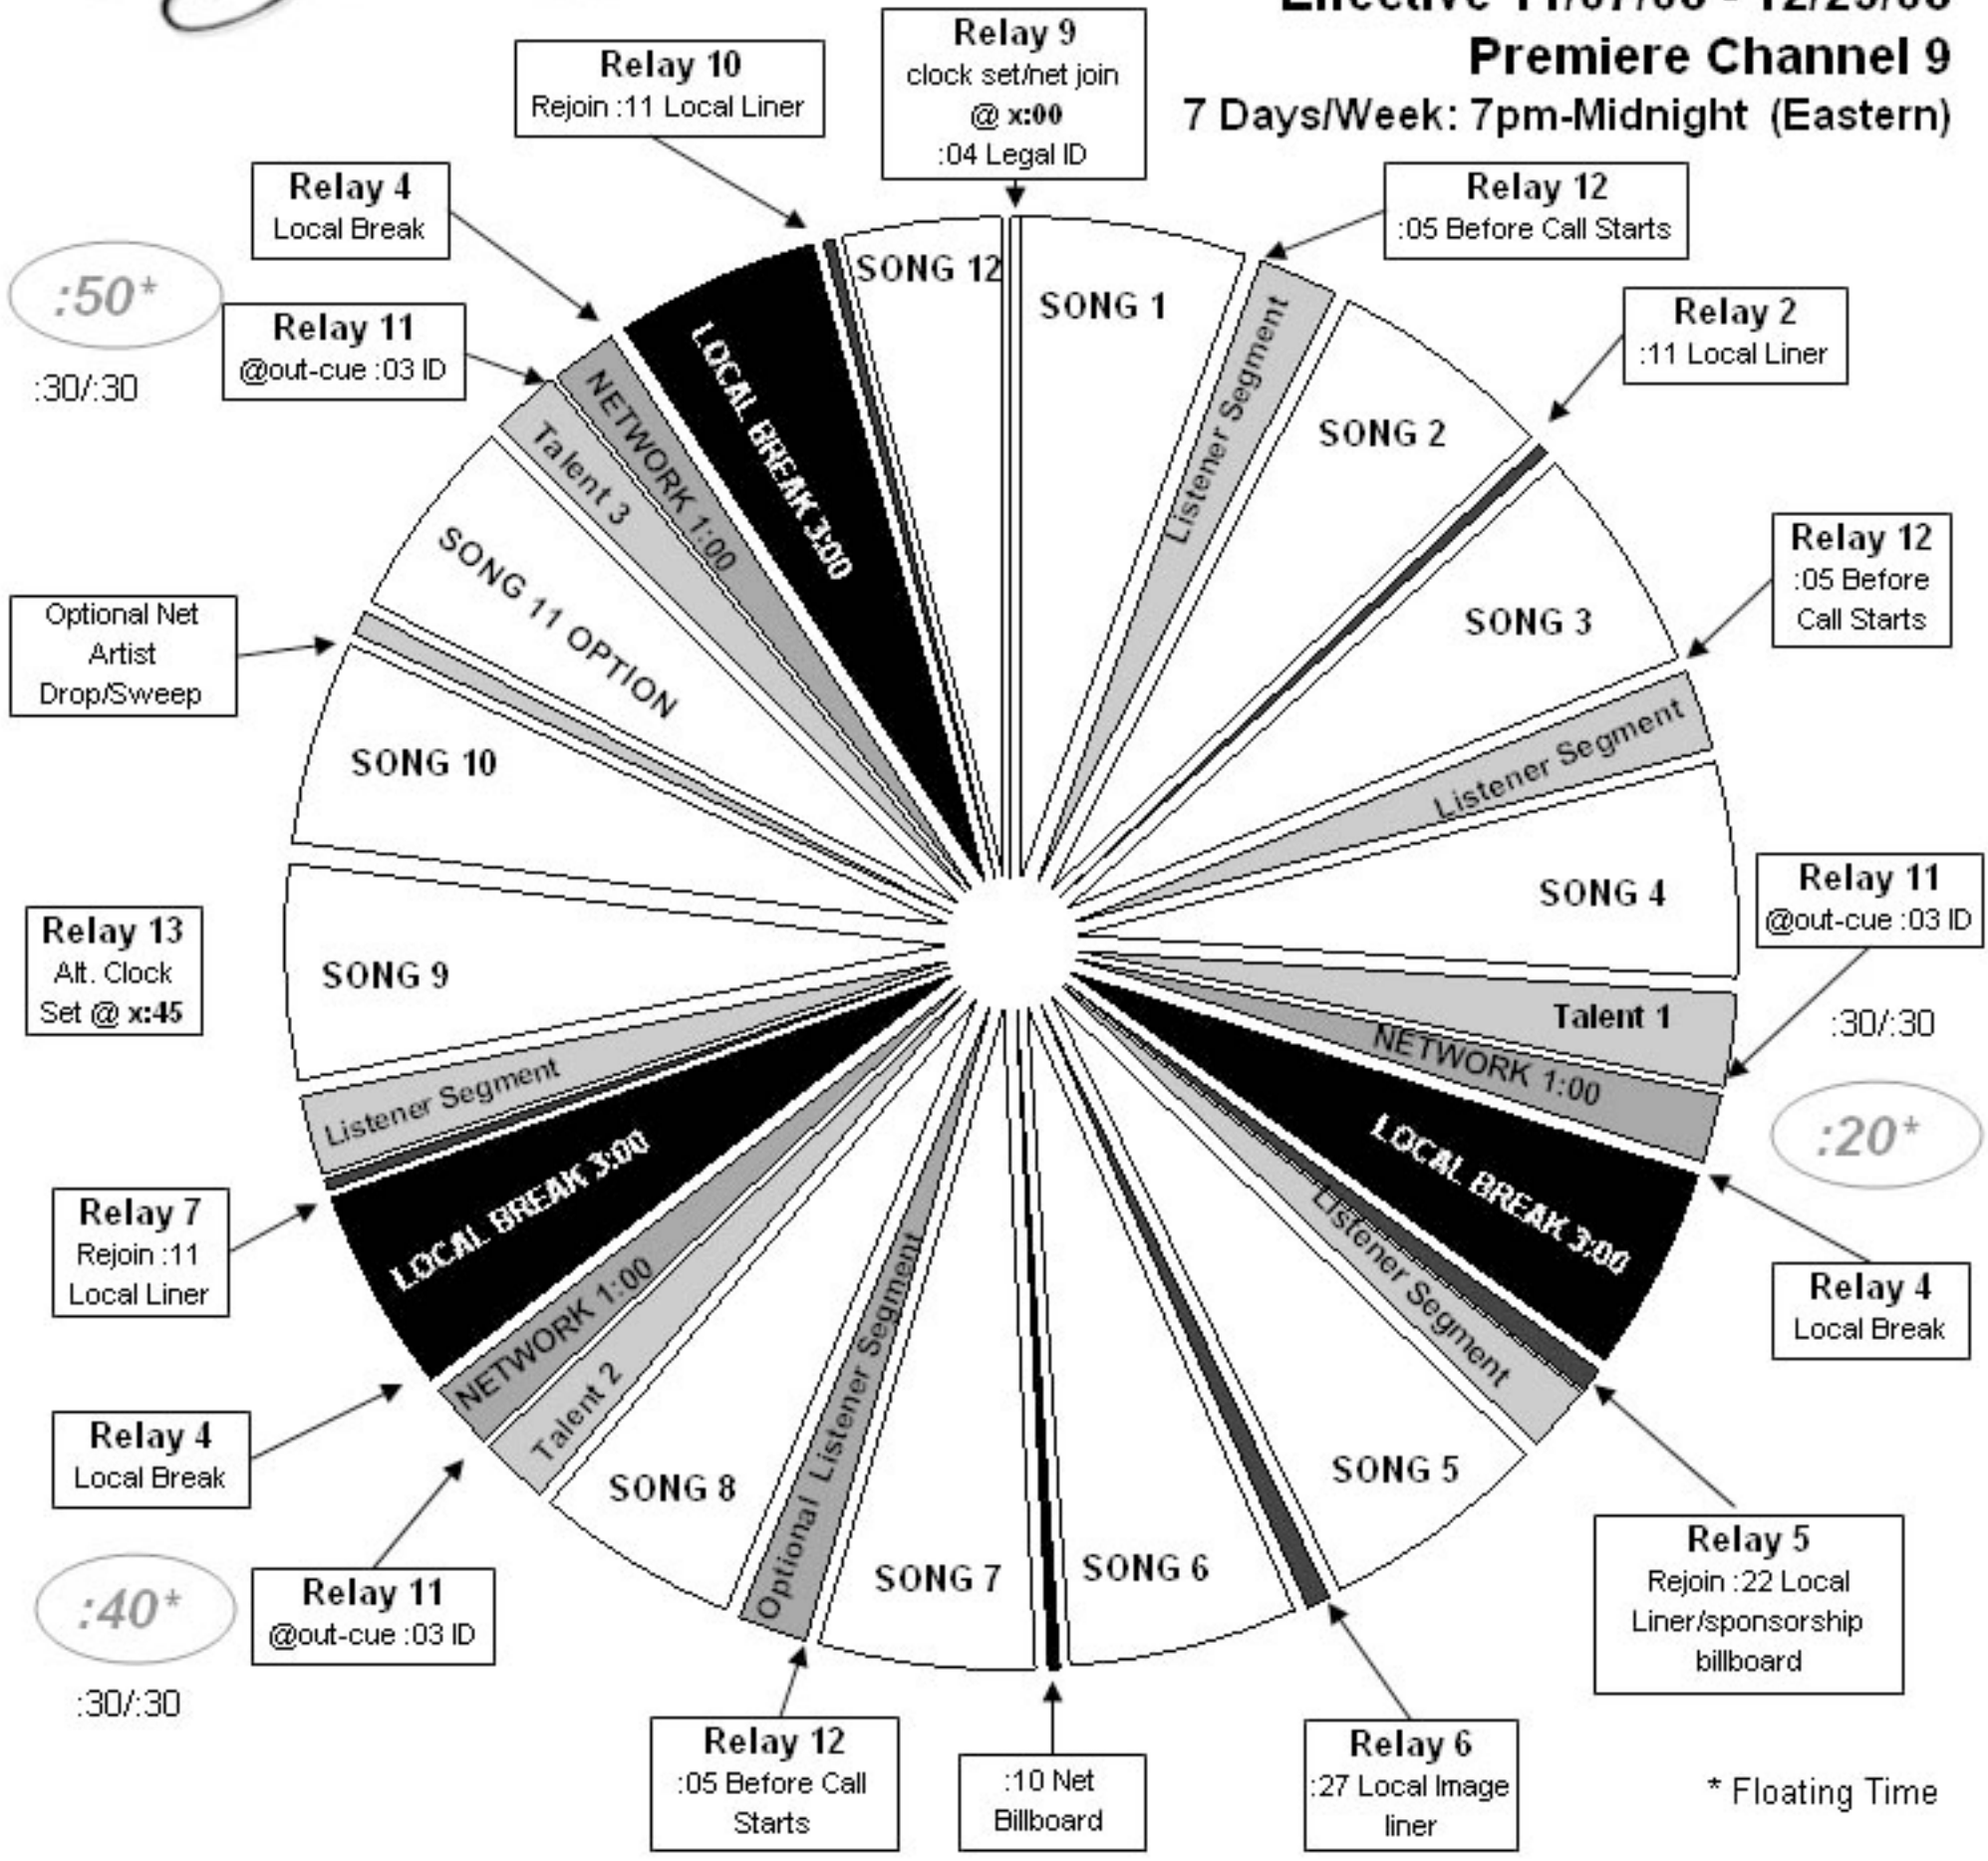 Effective 11/07/08 - 12/29/08
Premiere Channel 9
7 Days/Week: 7pm-Midnight (Eastern)
Relay 9
clock set/net join
@ x:00
:04 Legal ID
Relay 12
:05 Before Call Starts
Relay 2
:11 Local Liner
Relay 12
:05 Before
Call Starts
Relay 11
@out-cue :03 ID
:30/:30
:20*
Relay 4
Local Break
Relay 5
Rejoin :22 Local
Liner/sponsorship
billboard
Relay 6
:27 Local Image
liner
* Floating Time
:10 Net
Billboard
Relay 12
:05 Before Call
Starts
Relay 11
@out-cue :03 ID
:40*
:30/:30
Relay 4
Local Break
Relay 7
Rejoin :11
Local Liner
Relay 13
Alt. Clock
Set @ x:45
Optional Net
Artist
Drop/Sweep
Relay 11
@out-cue :03 ID
:50*
:30/:30
Relay 4
Local Break
Relay 10
Rejoin :11 Local Liner
SONG 1
Listener Segment
SONG 2
SONG 3
Listener Segment
SONG 4
Talent 1
NETWORK 1:00
LOCAL BREAK 3:00
Listener Segment
SONG 5
SONG 6
SONG 7
Optional Listener Segment
SONG 8
Talent 2
NETWORK 1:00
LOCAL BREAK 3:00
Listener Segment
SONG 9
SONG 10
SONG 11 OPTION
Talent 3
NETWORK 1:00
LOCAL BREAK 3:00
SONG 12